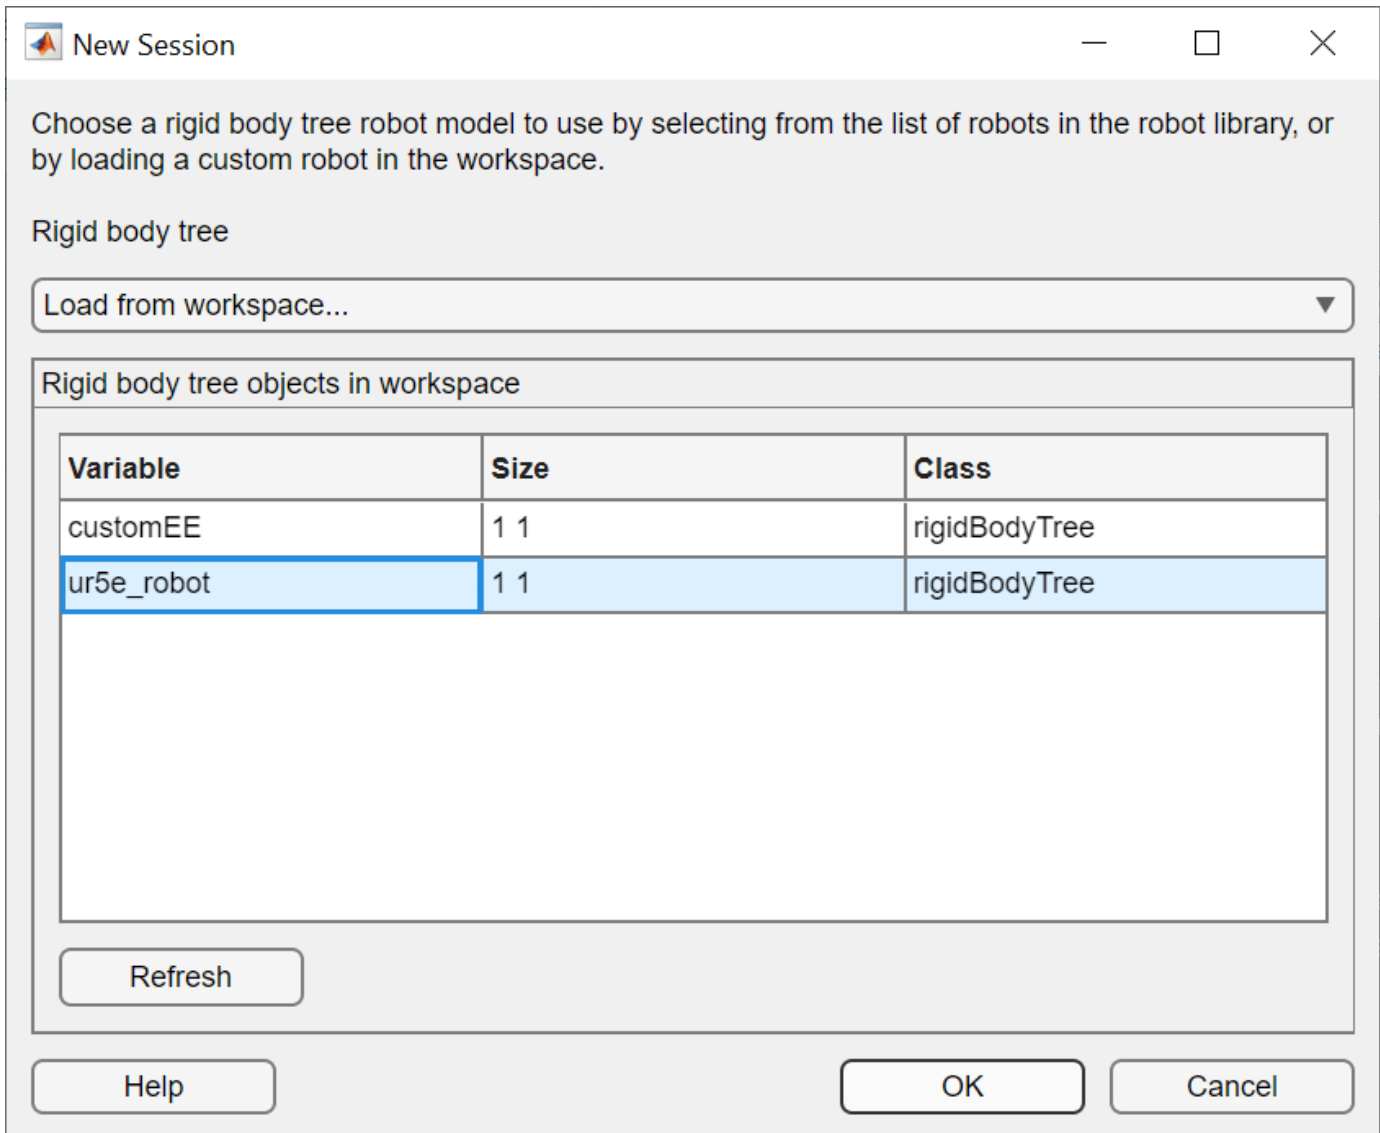 New Session
Choose a rigid body tree robot model to use by selecting from the list of robots in the robot library, or
by loading a custom robot in the workspace.
Rigid body tree
Load from workspace...
Rigid body tree objects in workspace
Variable Size Class
customEE 1 1 rigidBodyTree
ur5e_robot 1 1 rigidBodyTree
Refresh
Help OK Cancel